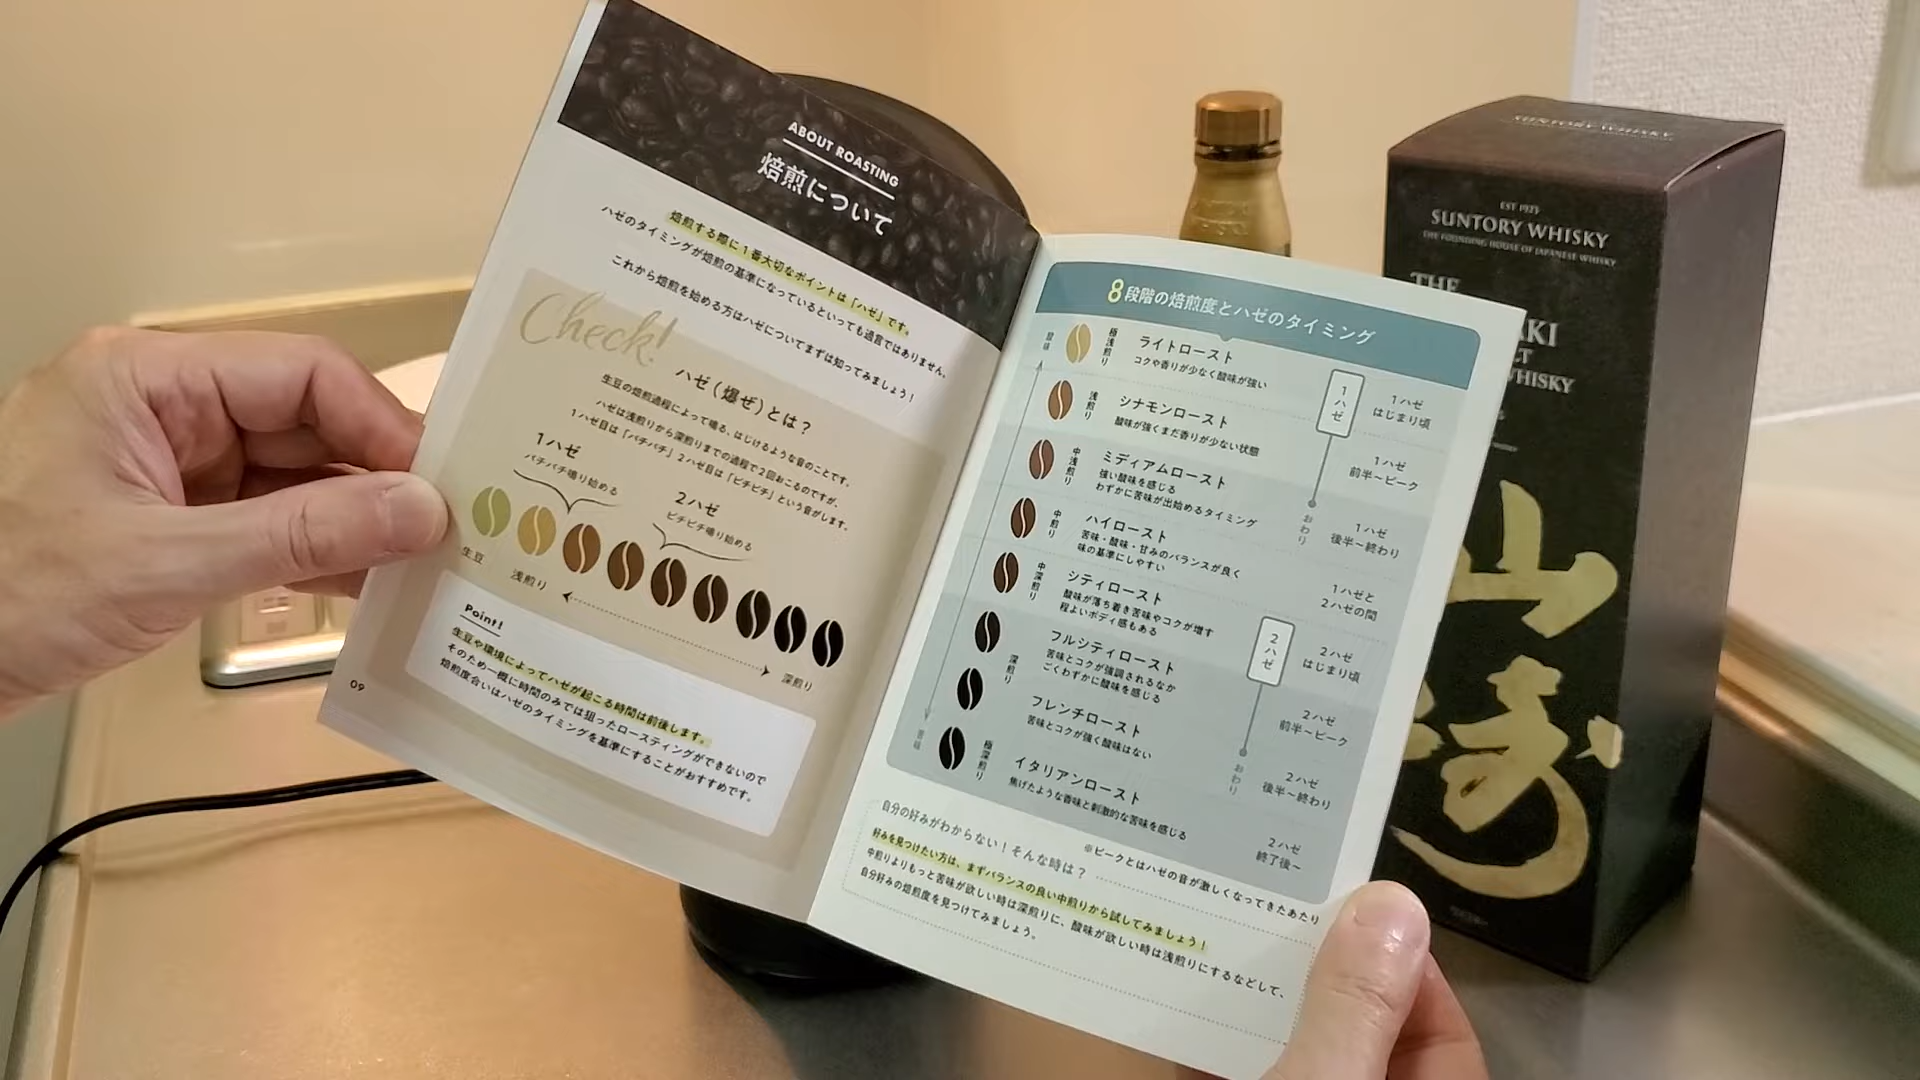 ABOUT ROASTING
焙煎について
焙煎する際に1番大切なポイントは「ハゼ」です。
ハゼのタイミングが焙煎の基準になっているといっても過言ではありません。
これから焙煎を始める方はハゼについてまずは知ってみましょう!
Check!
ハゼ(爆ぜ)とは?
生豆の焙煎過程によって鳴る、はじけるような音のことです。
ハゼは浅煎りから深煎りまでの過程で2回おこるのですが、
1ハゼ目は「パチパチ」2ハゼ目は「ピチピチ」という音がします。
1ハゼ
パチパチ鳴り始める
2ハゼ
ピチピチ鳴り始める
生豆
浅煎り
深煎り
Point!
生豆や環境によってハゼが起こる時間は前後します。
そのため一概に時間のみでは狙ったロースティングができないので
焙煎度合いはハゼのタイミングを基準にすることがおすすめです。
09
8段階の焙煎度とハゼのタイミング
酸味
極浅煎り
ライトロースト
コクや香りが少なく酸味が強い
1ハゼ
1ハゼ
はじまり頃
浅煎り
シナモンロースト
酸味が強くまだ香りが少ない状態
1ハゼ
前半~ピーク
中浅煎り
ミディアムロースト
強い酸味を感じる
わずかに苦味が出始めるタイミング
おわり
1ハゼ
後半~終わり
中煎り
ハイロースト
苦味・酸味・甘みのバランスが良く
味の基準にしやすい
1ハゼと
2ハゼの間
中深煎り
シティロースト
酸味が落ち着き苦味やコクが増す
程よいボディ感もある
2ハゼ
2ハゼ
はじまり頃
深煎り
フルシティロースト
苦味とコクが強調されるなか
ごくわずかに酸味を感じる
2ハゼ
前半~ピーク
フレンチロースト
苦味とコクが強く酸味はない
おわり
2ハゼ
後半~終わり
苦味
極深煎り
イタリアンロースト
焦げたような香味と刺激的な苦味を感じる
2ハゼ
終了後~
※ピークとはハゼの音が激しくなってきたあたり
自分の好みがわからない!そんな時は?
好みを見つけたい方は、まずバランスの良い中煎りから試してみましょう!
中煎りよりもっと苦味が欲しい時は深煎りに、酸味が欲しい時は浅煎りにするなどして、
自分好みの焙煎度を見つけてみましょう。
SUNTORY WHISKY
EST 1923
SUNTORY WHISKY
THE FOUNDING HOUSE OF JAPANESE WHISKY
THE
AKI
LT
WHISKY
山崎